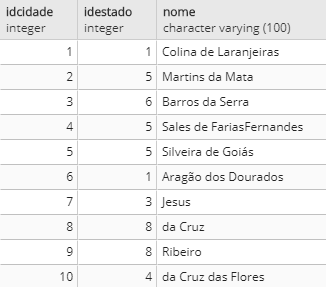 idcidade idestado nome
integer integer character varying (100)
1 1 Colina de Laranjeiras
2 5 Martins da Mata
3 6 Barros da Serra
4 5 Sales de FariasFernandes
5 5 Silveira de Goiás
6 1 Aragão dos Dourados
7 3 Jesus
8 8 da Cruz
9 8 Ribeiro
10 4 da Cruz das Flores